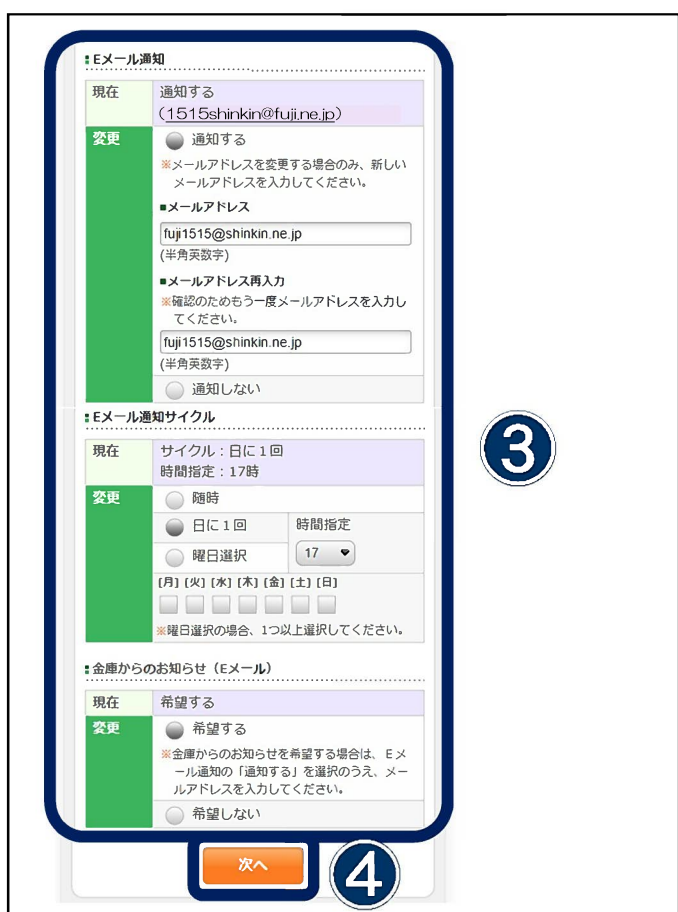 Eメール通知
現在 通知する
（1515shinkin@fuji.ne.jp）
変更 通知する
※メールアドレスを変更する場合のみ、新しい
メールアドレスを入力してください。
■メールアドレス
fuji1515@shinkin.ne.jp
(半角英数字)
■メールアドレス再入力
※確認のためもう一度メールアドレスを入力し
てください。
fuji1515@shinkin.ne.jp
(半角英数字)
通知しない
Eメール通知サイクル
現在 サイクル：日に1回
時間指定：17時
変更 随時
日に1回 時間指定
曜日選択 17
[月] [火] [水] [木] [金] [土] [日]
※曜日選択の場合、1つ以上選択してください。
③
金庫からのお知らせ（Eメール）
現在 希望する
変更 希望する
※金庫からのお知らせを希望する場合は、Eメ
ール通知の「通知する」を選択のうえ、メー
ルアドレスを入力してください。
希望しない
次へ ④